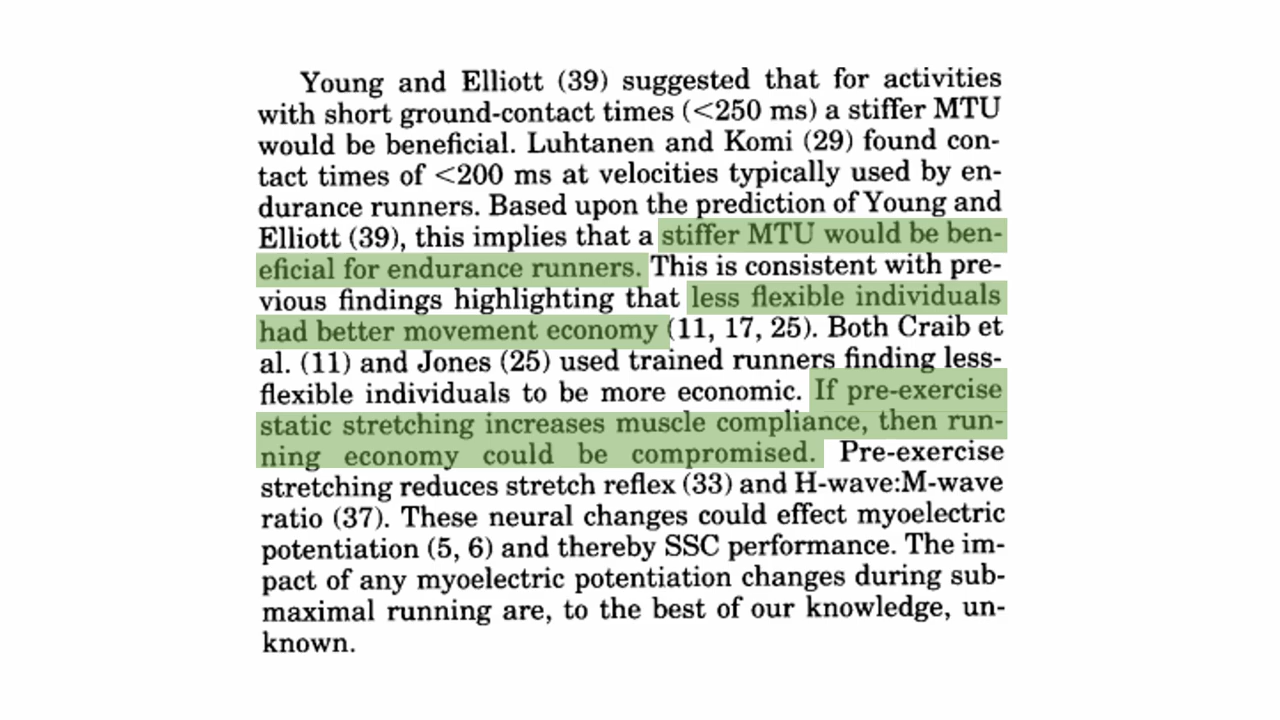 Young and Elliott (39) suggested that for activities
with short ground-contact times (<250 ms) a stiffer MTU
would be beneficial. Luhtanen and Komi (29) found con-
tact times of <200 ms at velocities typically used by en-
durance runners. Based upon the prediction of Young and
Elliott (39), this implies that a stiffer MTU would be ben-
eficial for endurance runners. This is consistent with pre-
vious findings highlighting that less flexible individuals
had better movement economy (11, 17, 25). Both Craib et
al. (11) and Jones (25) used trained runners finding less-
flexible individuals to be more economic. If pre-exercise
static stretching increases muscle compliance, then run-
ning economy could be compromised. Pre-exercise
stretching reduces stretch reflex (33) and H-wave:M-wave
ratio (37). These neural changes could effect myoelectric
potentiation (5, 6) and thereby SSC performance. The im-
pact of any myoelectric potentiation changes during sub-
maximal running are, to the best of our knowledge, un-
known.